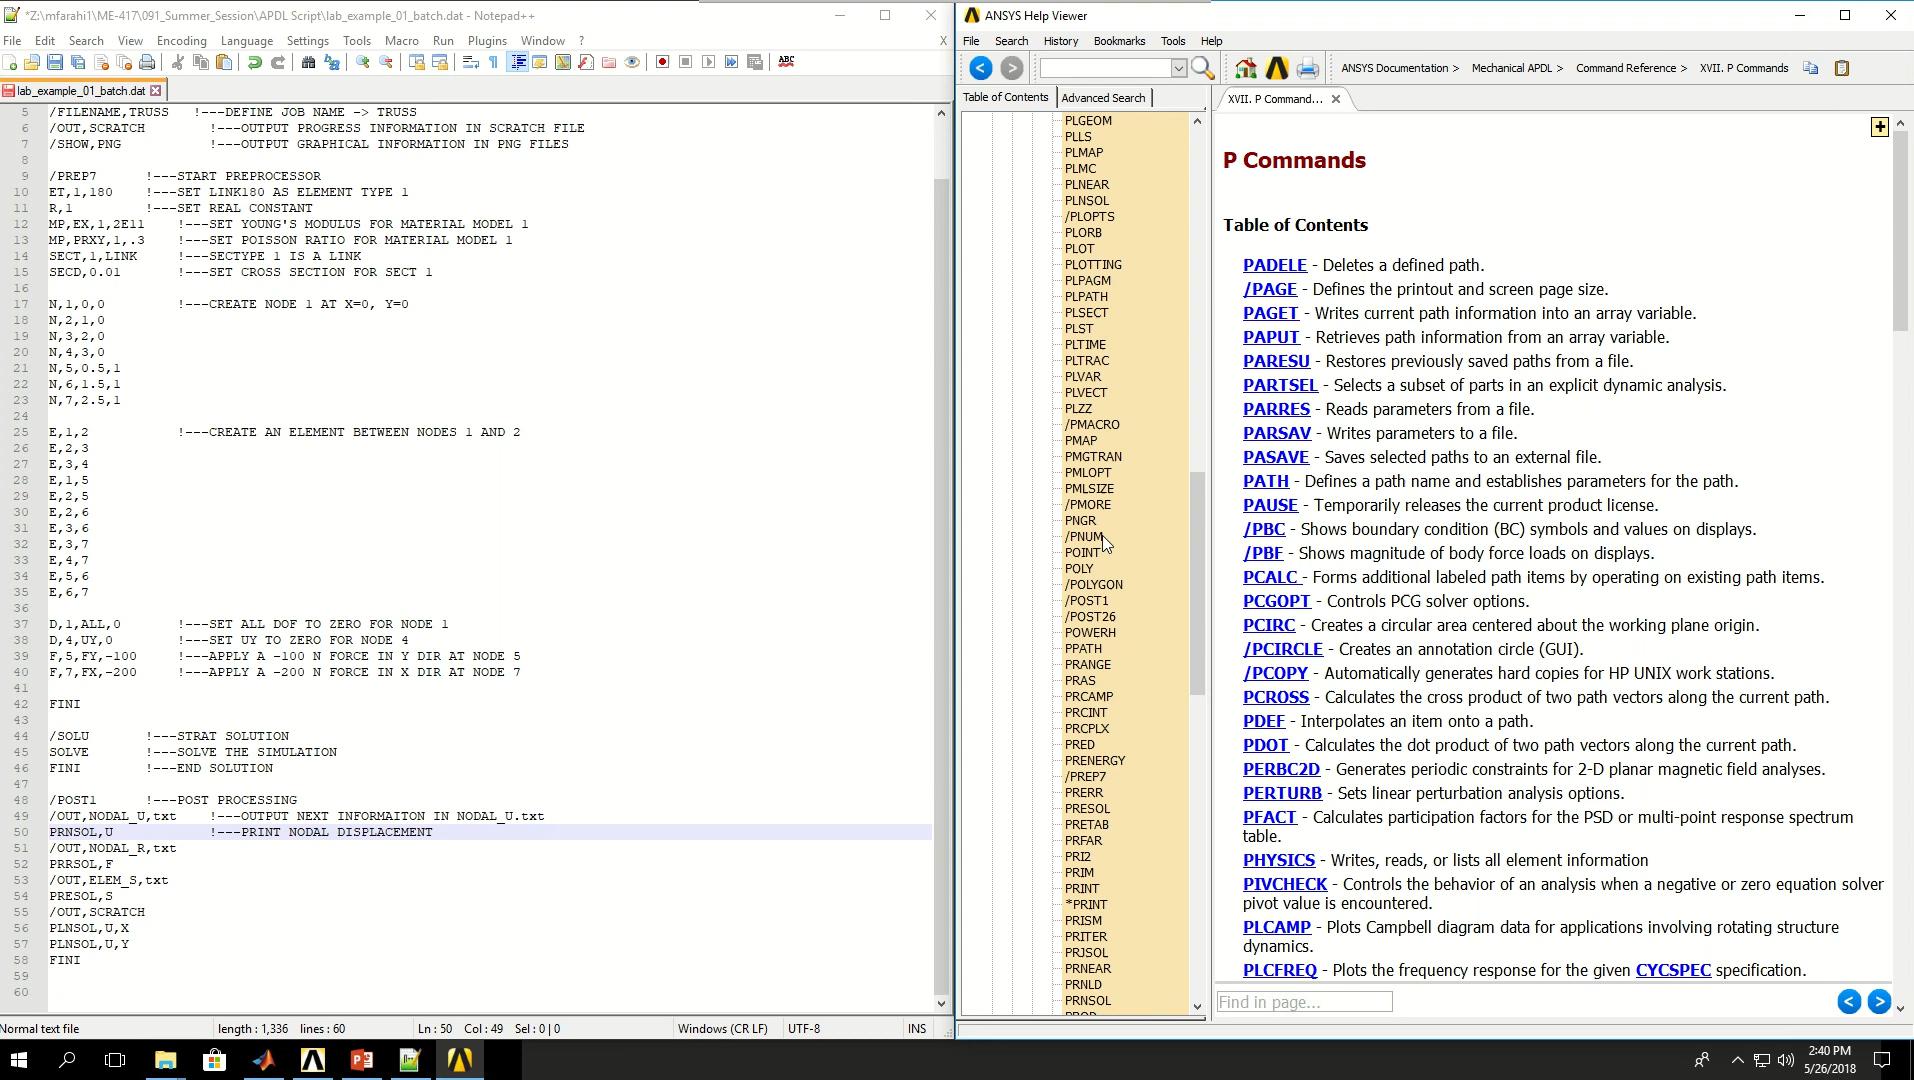 *Z:\mfarahi1\ME-417\091_Summer_Session\APDL Script\lab_example_01_batch.dat - Notepad++
File Edit Search View Encoding Language Settings Tools Macro Run Plugins Window ? X
lab_example_01_batch.dat
5 /FILENAME,TRUSS !---DEFINE JOB NAME -> TRUSS
6 /OUT,SCRATCH !---OUTPUT PROGRESS INFORMATION IN SCRATCH FILE
7 /SHOW,PNG !---OUTPUT GRAPHICAL INFORMATION IN PNG FILES
8
9 /PREP7 !---START PREPROCESSOR
10 ET,1,180 !---SET LINK180 AS ELEMENT TYPE 1
11 R,1 !---SET REAL CONSTANT
12 MP,EX,1,2E11 !---SET YOUNG'S MODULUS FOR MATERIAL MODEL 1
13 MP,PRXY,1,.3 !---SET POISSON RATIO FOR MATERIAL MODEL 1
14 SECT,1,LINK !---SECTYPE 1 IS A LINK
15 SECD,0.01 !---SET CROSS SECTION FOR SECT 1
16
17 N,1,0,0 !---CREATE NODE 1 AT X=0, Y=0
18 N,2,1,0
19 N,3,2,0
20 N,4,3,0
21 N,5,0.5,1
22 N,6,1.5,1
23 N,7,2.5,1
24
25 E,1,2 !---CREATE AN ELEMENT BETWEEN NODES 1 AND 2
26 E,2,3
27 E,3,4
28 E,1,5
29 E,2,5
30 E,2,6
31 E,3,6
32 E,3,7
33 E,4,7
34 E,5,6
35 E,6,7
36
37 D,1,ALL,0 !---SET ALL DOF TO ZERO FOR NODE 1
38 D,4,UY,0 !---SET UY TO ZERO FOR NODE 4
39 F,5,FY,-100 !---APPLY A -100 N FORCE IN Y DIR AT NODE 5
40 F,7,FX,-200 !---APPLY A -200 N FORCE IN X DIR AT NODE 7
41
42 FINI
43
44 /SOLU !---STRAT SOLUTION
45 SOLVE !---SOLVE THE SIMULATION
46 FINI !---END SOLUTION
47
48 /POST1 !---POST PROCESSING
49 /OUT,NODAL_U,txt !---OUTPUT NEXT INFORMAITON IN NODAL_U.txt
50 PRNSOL,U !---PRINT NODAL DISPLACEMENT
51 /OUT,NODAL_R,txt
52 PRRSOL,F
53 /OUT,ELEM_S,txt
54 PRESOL,S
55 /OUT,SCRATCH
56 PLNSOL,U,X
57 PLNSOL,U,Y
58 FINI
59
60
Normal text file length : 1,336 lines : 60 Ln : 50 Col : 49 Sel : 0 | 0 Windows (CR LF) UTF-8 INS
ANSYS Help Viewer
File Search History Bookmarks Tools Help
ANSYS Documentation > Mechanical APDL > Command Reference > XVII. P Commands
Table of Contents Advanced Search
XVII. P Command...
PLGEOM
PLLS
PLMAP
PLMC
PLNEAR
PLNSOL
/PLOPTS
PLORB
PLOT
PLOTTING
PLPAGM
PLPATH
PLSECT
PLST
PLTIME
PLTRAC
PLVAR
PLVECT
PLZZ
/PMACRO
PMAP
PMGTRAN
PMLOPT
PMLSIZE
/PMORE
PNGR
/PNUM
POINT
POLY
/POLYGON
/POST1
/POST26
POWERH
PPATH
PRANGE
PRAS
PRCAMP
PRCINT
PRCPLX
PRED
PRENERGY
/PREP7
PRERR
PRESOL
PRETAB
PRFAR
PRI2
PRIM
PRINT
*PRINT
PRISM
PRITER
PRJSOL
PRNEAR
PRNLD
PRNSOL
P Commands
Table of Contents
PADELE - Deletes a defined path.
/PAGE - Defines the printout and screen page size.
PAGET - Writes current path information into an array variable.
PAPUT - Retrieves path information from an array variable.
PARESU - Restores previously saved paths from a file.
PARTSEL - Selects a subset of parts in an explicit dynamic analysis.
PARRES - Reads parameters from a file.
PARSAV - Writes parameters to a file.
PASAVE - Saves selected paths to an external file.
PATH - Defines a path name and establishes parameters for the path.
PAUSE - Temporarily releases the current product license.
/PBC - Shows boundary condition (BC) symbols and values on displays.
/PBF - Shows magnitude of body force loads on displays.
PCALC - Forms additional labeled path items by operating on existing path items.
PCGOPT - Controls PCG solver options.
PCIRC - Creates a circular area centered about the working plane origin.
/PCIRCLE - Creates an annotation circle (GUI).
/PCOPY - Automatically generates hard copies for HP UNIX work stations.
PCROSS - Calculates the cross product of two path vectors along the current path.
PDEF - Interpolates an item onto a path.
PDOT - Calculates the dot product of two path vectors along the current path.
PERBC2D - Generates periodic constraints for 2-D planar magnetic field analyses.
PERTURB - Sets linear perturbation analysis options.
PFACT - Calculates participation factors for the PSD or multi-point response spectrum
table.
PHYSICS - Writes, reads, or lists all element information
PIVCHECK - Controls the behavior of an analysis when a negative or zero equation solver
pivot value is encountered.
PLCAMP - Plots Campbell diagram data for applications involving rotating structure
dynamics.
PLCFREQ - Plots the frequency response for the given CYCSPEC specification.
Find in page...
2:40 PM
5/26/2018